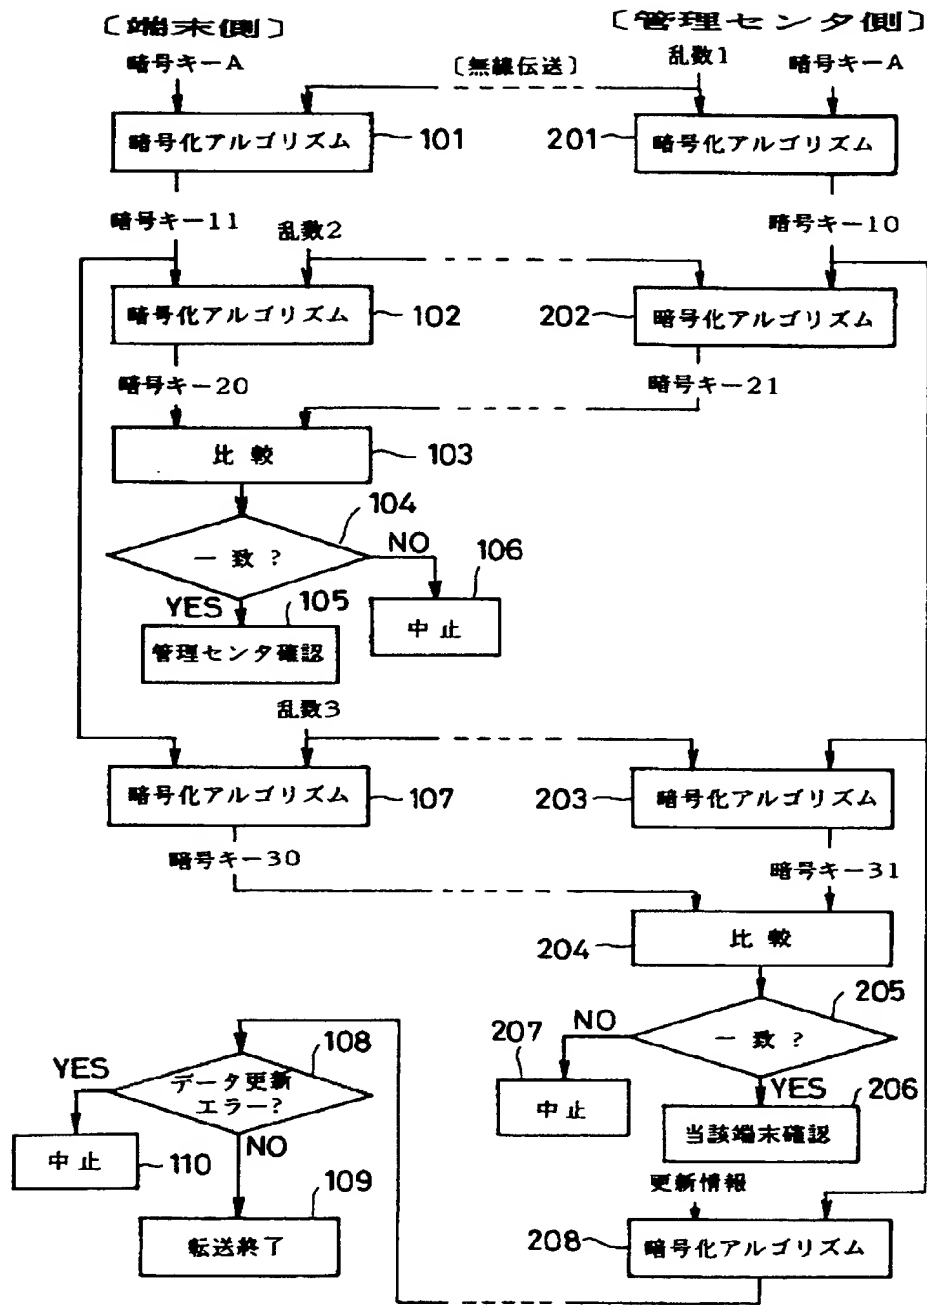 〔端末側〕
〔管理センタ側〕
暗号キーA
〔無線伝送〕
乱数1
暗号キーA
暗号化アルゴリズム
101
201
暗号化アルゴリズム
暗号キー11
乱数2
暗号キー10
暗号化アルゴリズム
102
202
暗号化アルゴリズム
暗号キー20
暗号キー21
比較
103
104
一致?
NO
106
YES
105
中止
管理センタ確認
乱数3
暗号化アルゴリズム
107
203
暗号化アルゴリズム
暗号キー30
暗号キー31
204
比較
205
207
NO
一致?
108
YES
データ更新
エラー?
YES
206
中止
当該端末確認
NO
中止
110
更新情報
109
転送終了
208
暗号化アルゴリズム